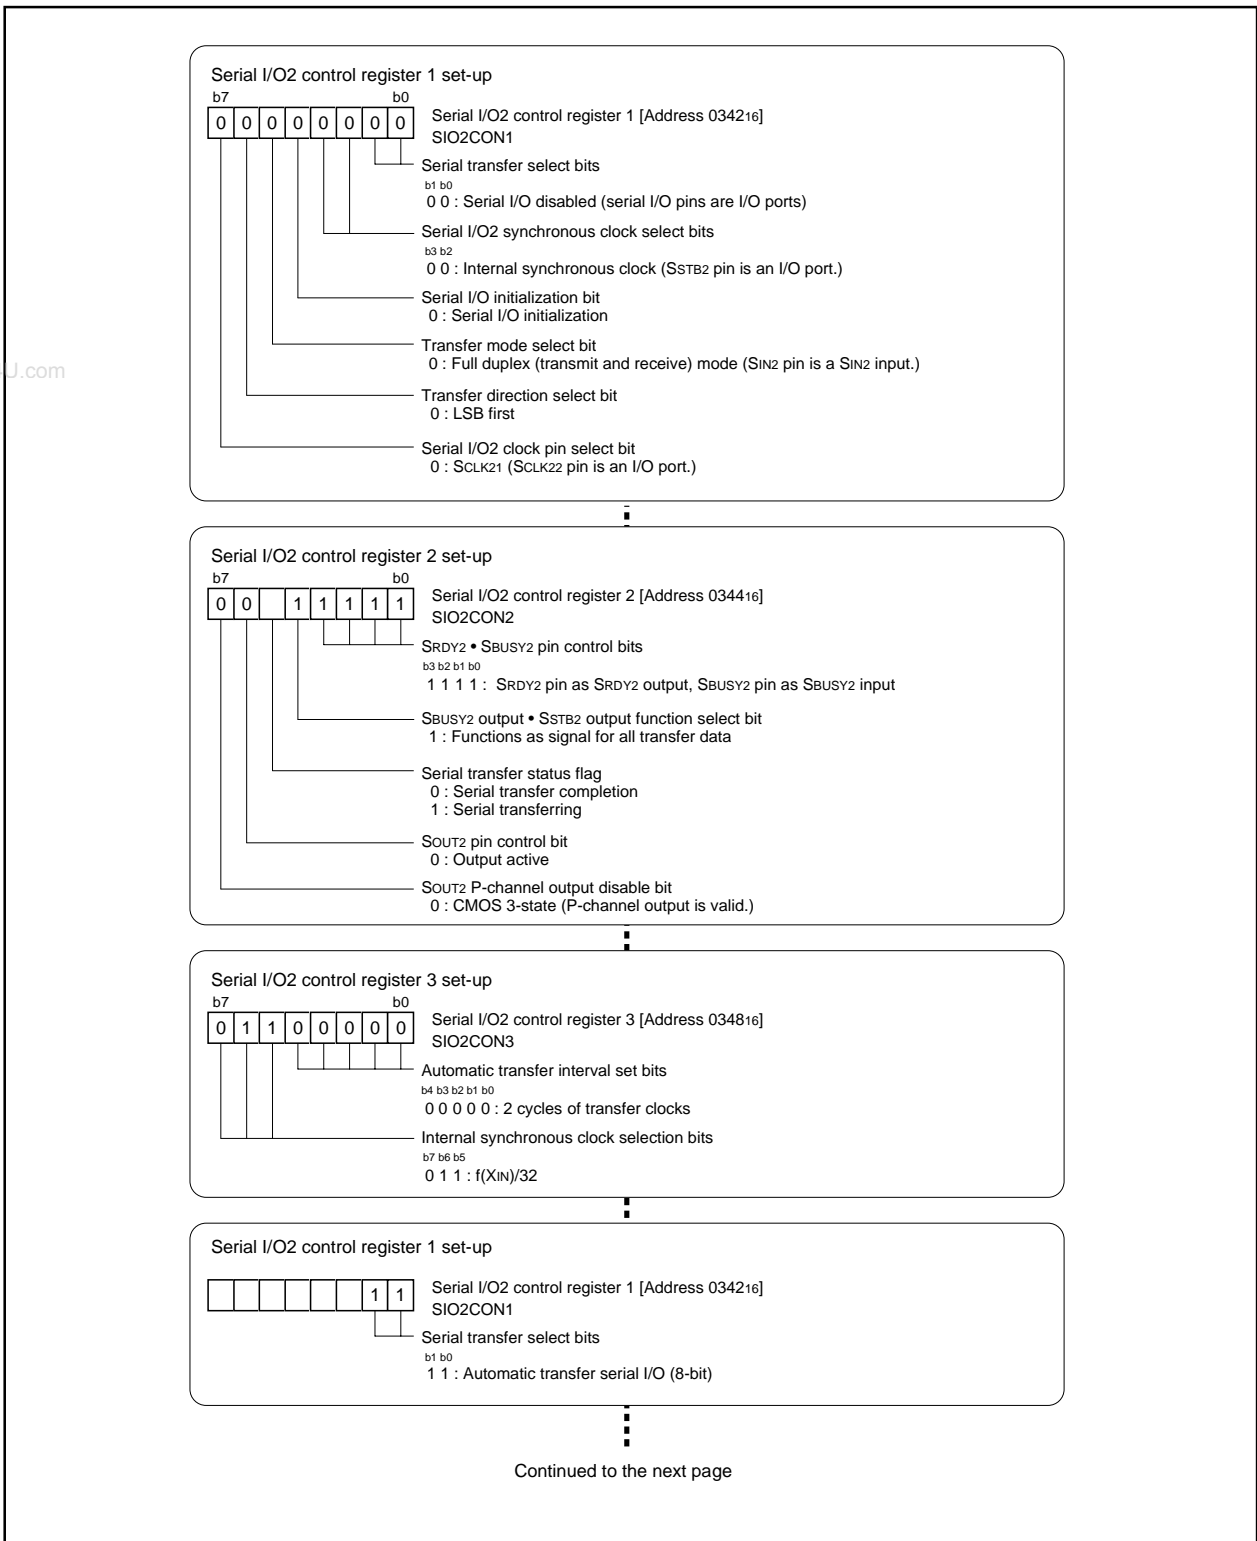 Serial I/O2 control register 1 set-up
b7 b0
0 0 0 0 0 0 0 0
Serial I/O2 control register 1 [Address 034216]
SIO2CON1
Serial transfer select bits
b1 b0
0 0 : Serial I/O disabled (serial I/O pins are I/O ports)
Serial I/O2 synchronous clock select bits
b3 b2
0 0 : Internal synchronous clock (SSTB2 pin is an I/O port.)
Serial I/O initialization bit
0 : Serial I/O initialization
Transfer mode select bit
0 : Full duplex (transmit and receive) mode (SIN2 pin is a SIN2 input.)
U.com
Transfer direction select bit
0 : LSB first
Serial I/O2 clock pin select bit
0 : SCLK21 (SCLK22 pin is an I/O port.)
Serial I/O2 control register 2 set-up
b7 b0
0 0 1 1 1 1 1
Serial I/O2 control register 2 [Address 034416]
SIO2CON2
SRDY2 • SBUSY2 pin control bits
b3 b2 b1 b0
1 1 1 1 : SRDY2 pin as SRDY2 output, SBUSY2 pin as SBUSY2 input
SBUSY2 output • SSTB2 output function select bit
1 : Functions as signal for all transfer data
Serial transfer status flag
0 : Serial transfer completion
1 : Serial transferring
SOUT2 pin control bit
0 : Output active
SOUT2 P-channel output disable bit
0 : CMOS 3-state (P-channel output is valid.)
Serial I/O2 control register 3 set-up
b7 b0
0 1 1 0 0 0 0 0
Serial I/O2 control register 3 [Address 034816]
SIO2CON3
Automatic transfer interval set bits
b4 b3 b2 b1 b0
0 0 0 0 0 : 2 cycles of transfer clocks
Internal synchronous clock selection bits
b7 b6 b5
0 1 1 : f(XIN)/32
Serial I/O2 control register 1 set-up
1 1
Serial I/O2 control register 1 [Address 034216]
SIO2CON1
Serial transfer select bits
b1 b0
1 1 : Automatic transfer serial I/O (8-bit)
Continued to the next page